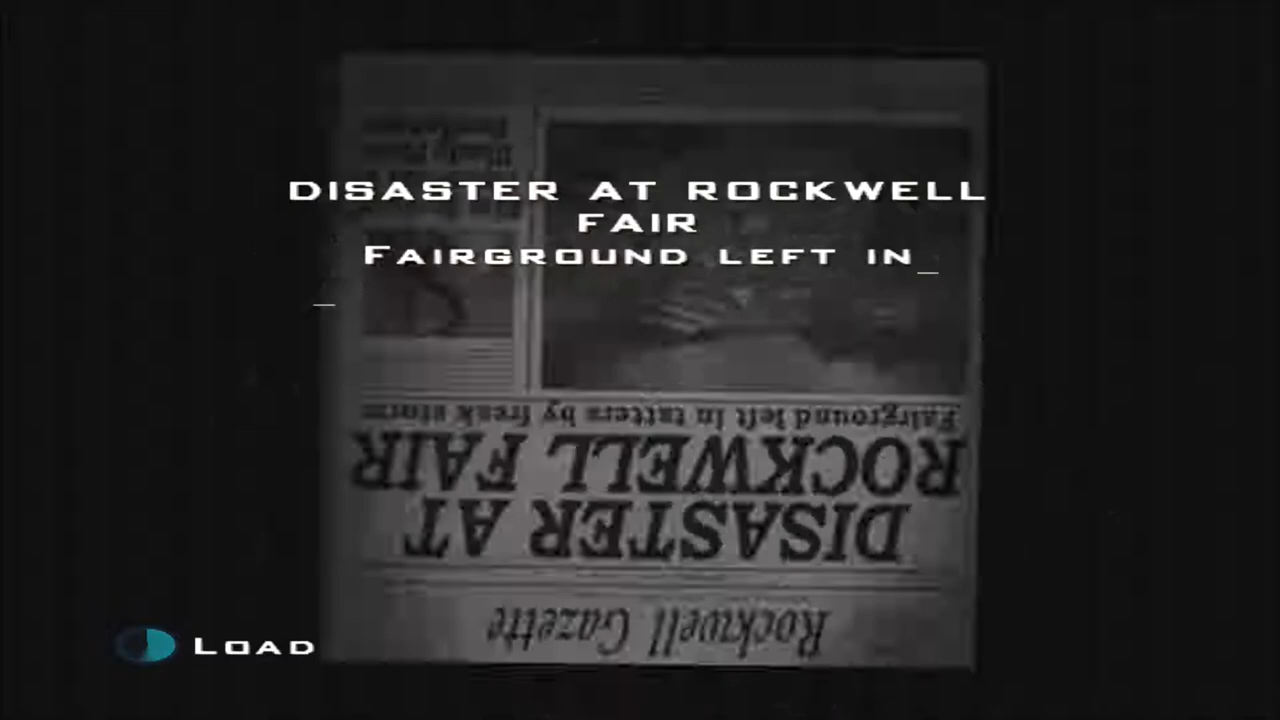 DISASTER AT ROCKWELL
FAIR
FAIRGROUND LEFT IN_
_
Fairground left in tatters by freak storm
ROCKWELL FAIR
DISASTER AT
Rockwell Gazette
LOAD